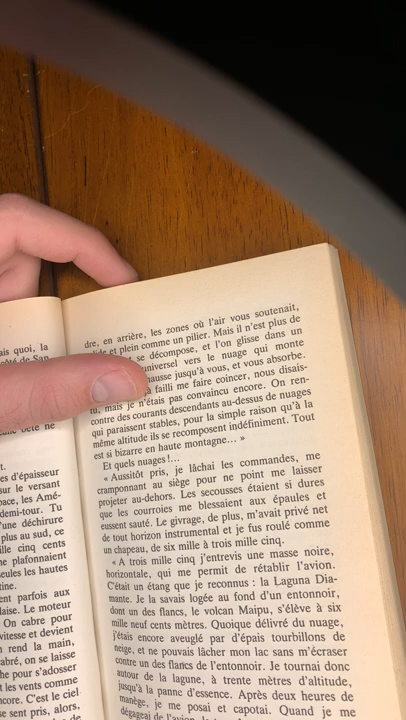 ais quoi, la
côté de San
t.
es d'épaisseur
sur le versant
pace, les Amé-
demi-tour. Tu
'une déchirure
plus au sud, ce
ille cinq cents
ne plafonnaient
seules les hautes
tine.
ent parfois aux
laise. Le moteur
On cabre pour
vitesse et devient
n rend la main,
abré, on se laisse
he pour s'adosser
t les vents comme
ncore. C'est le ciel
se sent pris, alors,
dre, en arrière, les zones où l'air vous soutenait,
et plein comme un pilier. Mais il n'est plus de
se décompose, et l'on glisse dans un
universel vers le nuage qui monte
hausse jusqu'à vous, et vous absorbe.
failli me faire coincer, nous disais-
tu, mais je n'étais pas convaincu encore. On ren-
contre des courants descendants au-dessus de nuages
qui paraissent stables, pour la simple raison qu'à la
même altitude ils se recomposent indéfiniment. Tout
est si bizarre en haute montagne... »
Et quels nuages !...
« Aussitôt pris, je lâchai les commandes, me
cramponnant au siège pour ne point me laisser
projeter au-dehors. Les secousses étaient si dures
que les courroies me blessaient aux épaules et
eussent sauté. Le givrage, de plus, m'avait privé net
de tout horizon instrumental et je fus roulé comme
un chapeau, de six mille à trois mille cinq.
« A trois mille cinq j'entrevis une masse noire,
horizontale, qui me permit de rétablir l'avion.
C'était un étang que je reconnus : la Laguna Dia-
mante. Je la savais logée au fond d'un entonnoir,
dont un des flancs, le volcan Maipu, s'élève à six
mille neuf cents mètres. Quoique délivré du nuage,
j'étais encore aveuglé par d'épais tourbillons de
neige, et ne pouvais lâcher mon lac sans m'écraser
contre un des flancs de l'entonnoir. Je tournai donc
autour de la lagune, à trente mètres d'altitude,
jusqu'à la panne d'essence. Après deux heures de
manège, je me posai et capotai. Quand je me
dégageai de l'avion, la